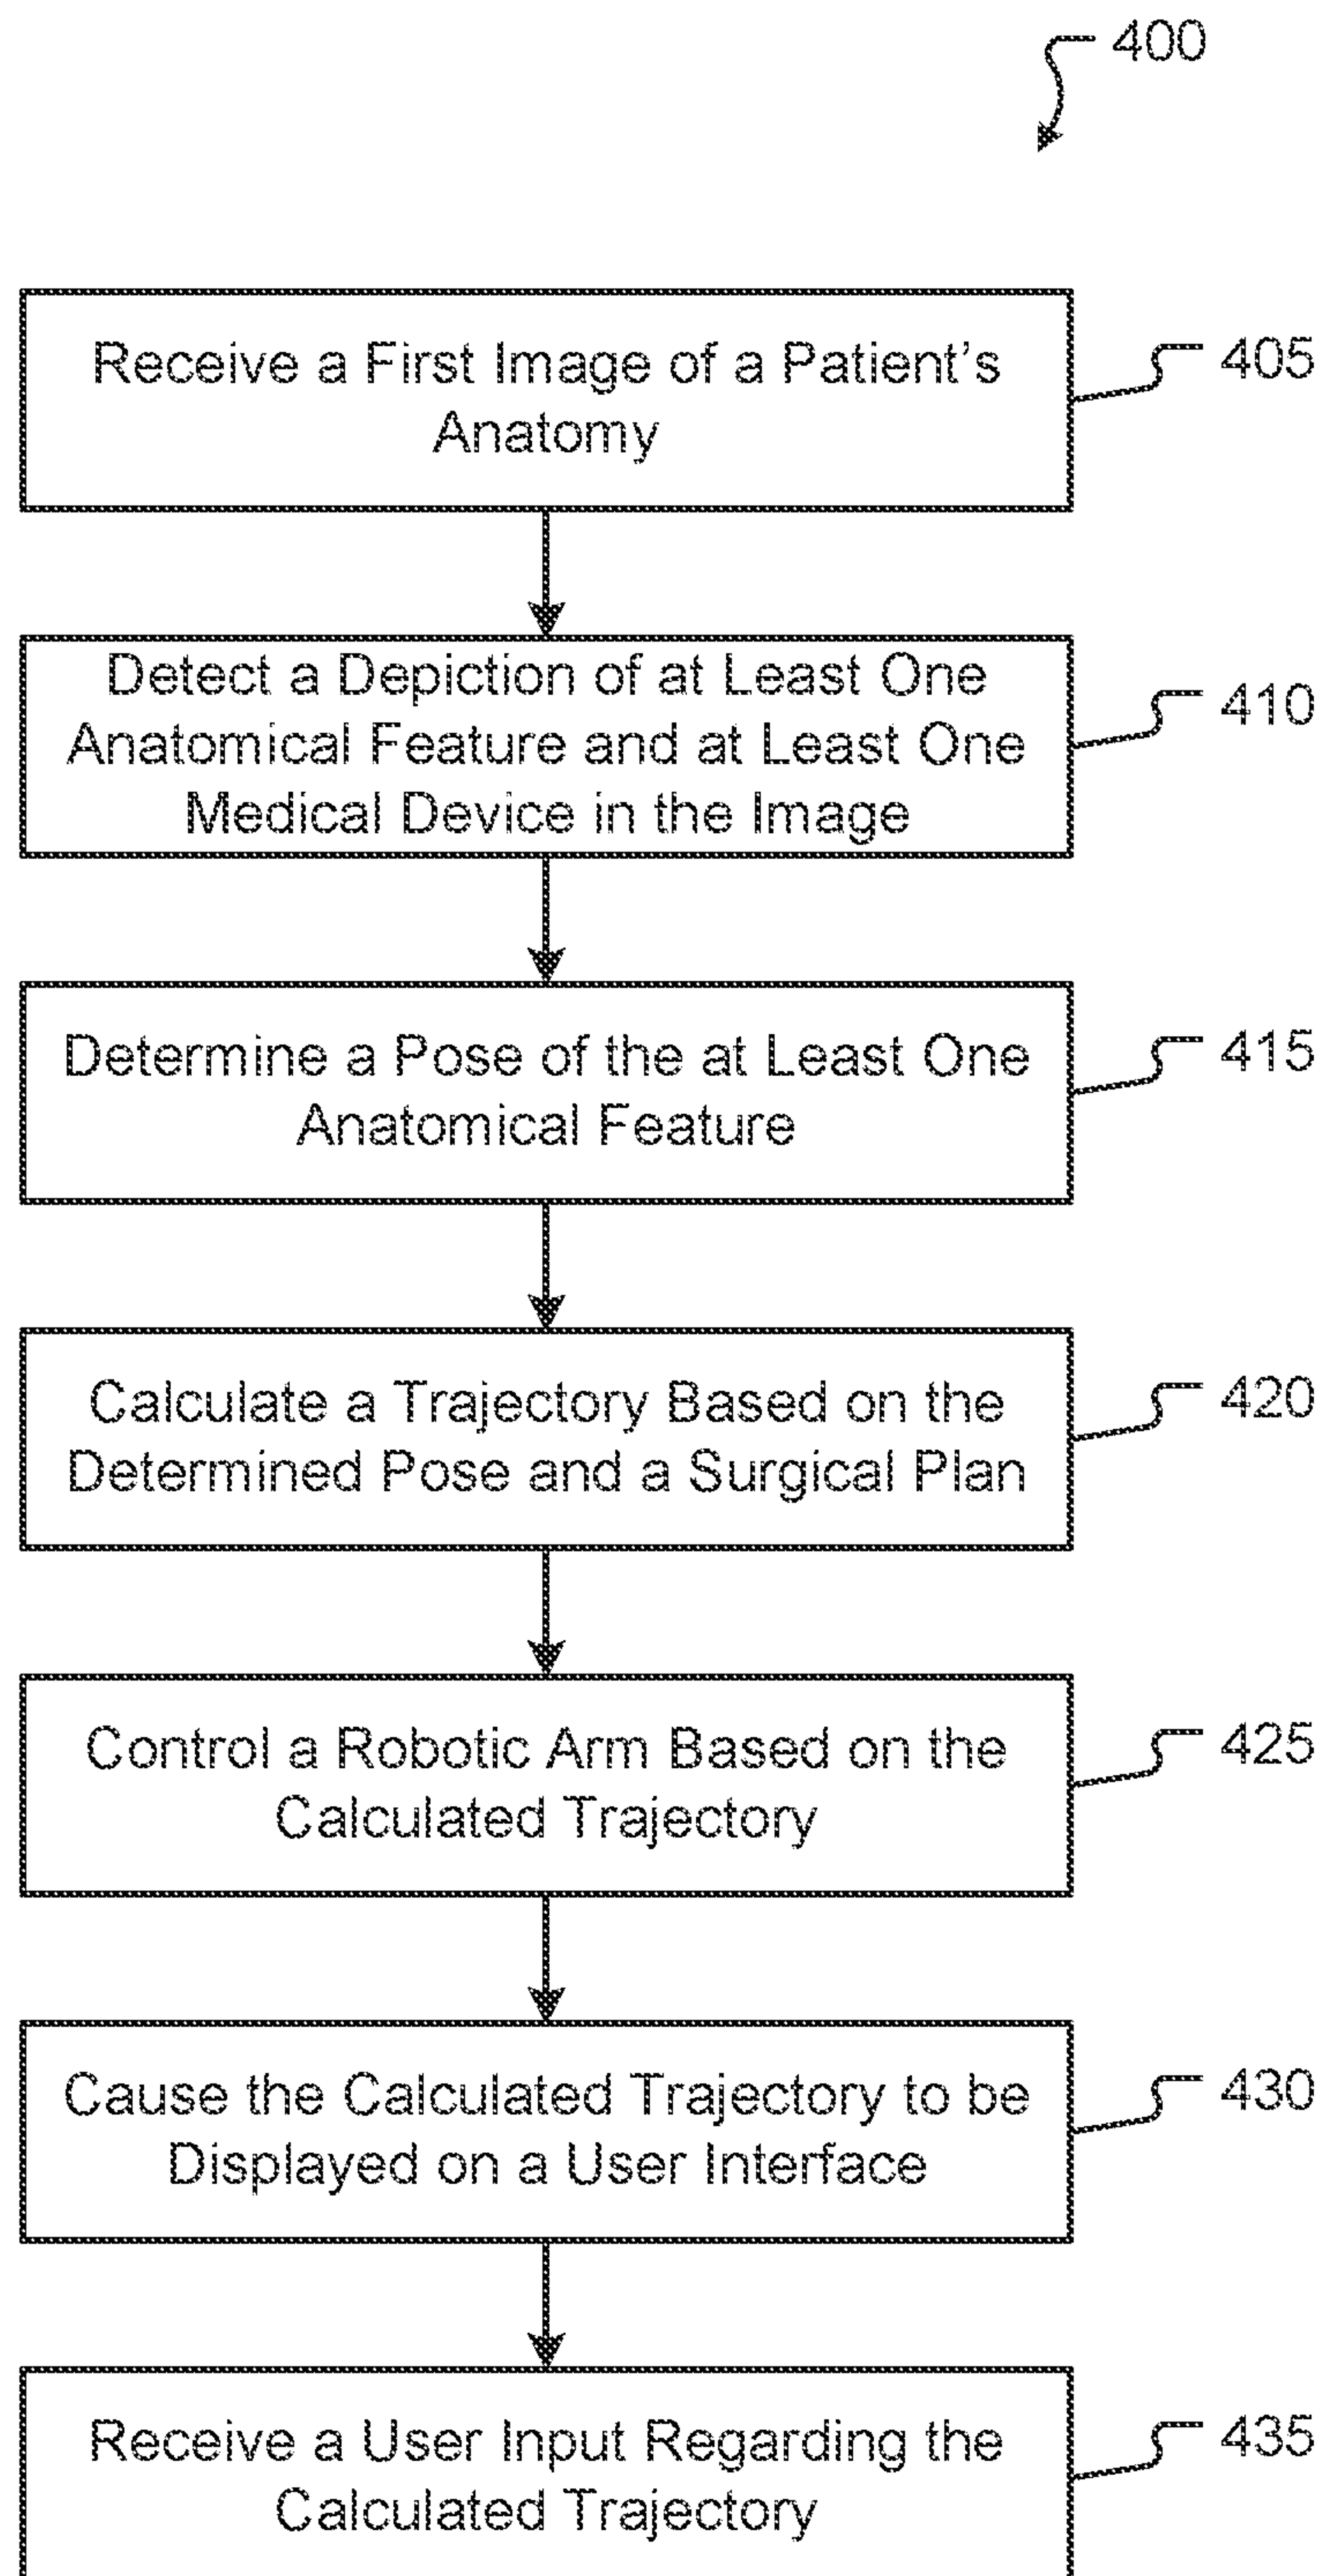 400
Receive a First Image of a Patient's
Anatomy
405
Detect a Depiction of at Least One
Anatomical Feature and at Least One
Medical Device in the Image
410
Determine a Pose of the at Least One
Anatomical Feature
415
Calculate a Trajectory Based on the
Determined Pose and a Surgical Plan
420
Control a Robotic Arm Based on the
Calculated Trajectory
425
Cause the Calculated Trajectory to be
Displayed on a User Interface
430
Receive a User Input Regarding the
Calculated Trajectory
435